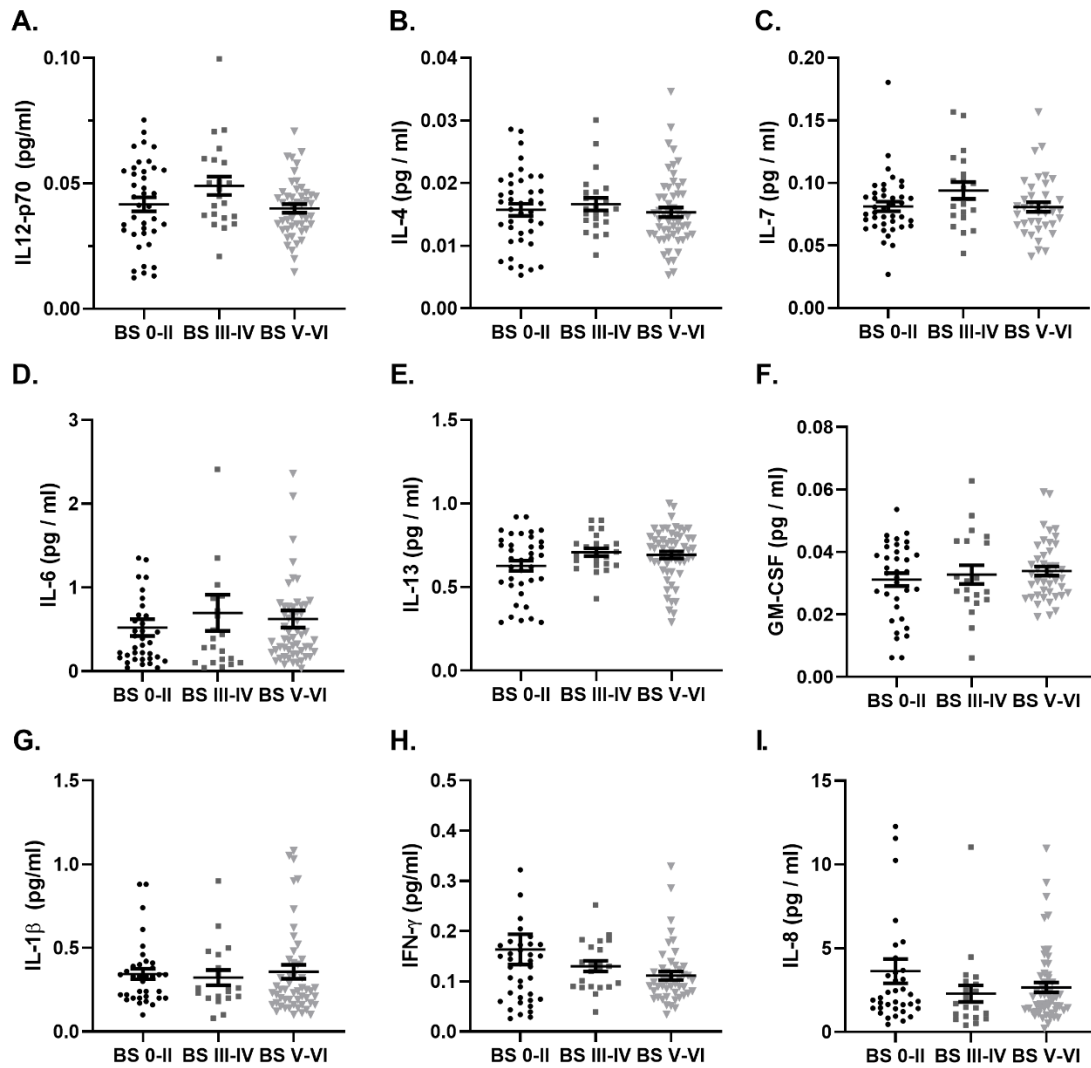 A.
IL12-p70 (pg/ml)
0.10
0.05
0.00
BS 0-II BS III-IV BS V-VI
B.
IL-4 (pg / ml)
0.04
0.03
0.02
0.01
0.00
BS 0-II BS III-IV BS V-VI
C.
IL-7 (pg / ml)
0.20
0.15
0.10
0.05
0.00
BS 0-II BS III-IV BS V-VI
D.
IL-6 (pg / ml)
3
2
1
0
BS 0-II BS III-IV BS V-VI
E.
IL-13 (pg / ml)
1.5
1.0
0.5
0.0
BS 0-II BS III-IV BS V-VI
F.
GM-CSF (pg / ml)
0.08
0.06
0.04
0.02
0.00
BS 0-II BS III-IV BS V-VI
G.
IL-1β (pg/ml)
1.5
1.0
0.5
0.0
BS 0-II BS III-IV BS V-VI
H.
IFN-γ (pg/ml)
0.5
0.4
0.3
0.2
0.1
0.0
BS 0-II BS III-IV BS V-VI
I.
IL-8 (pg / ml)
15
10
5
0
BS 0-II BS III-IV BS V-VI